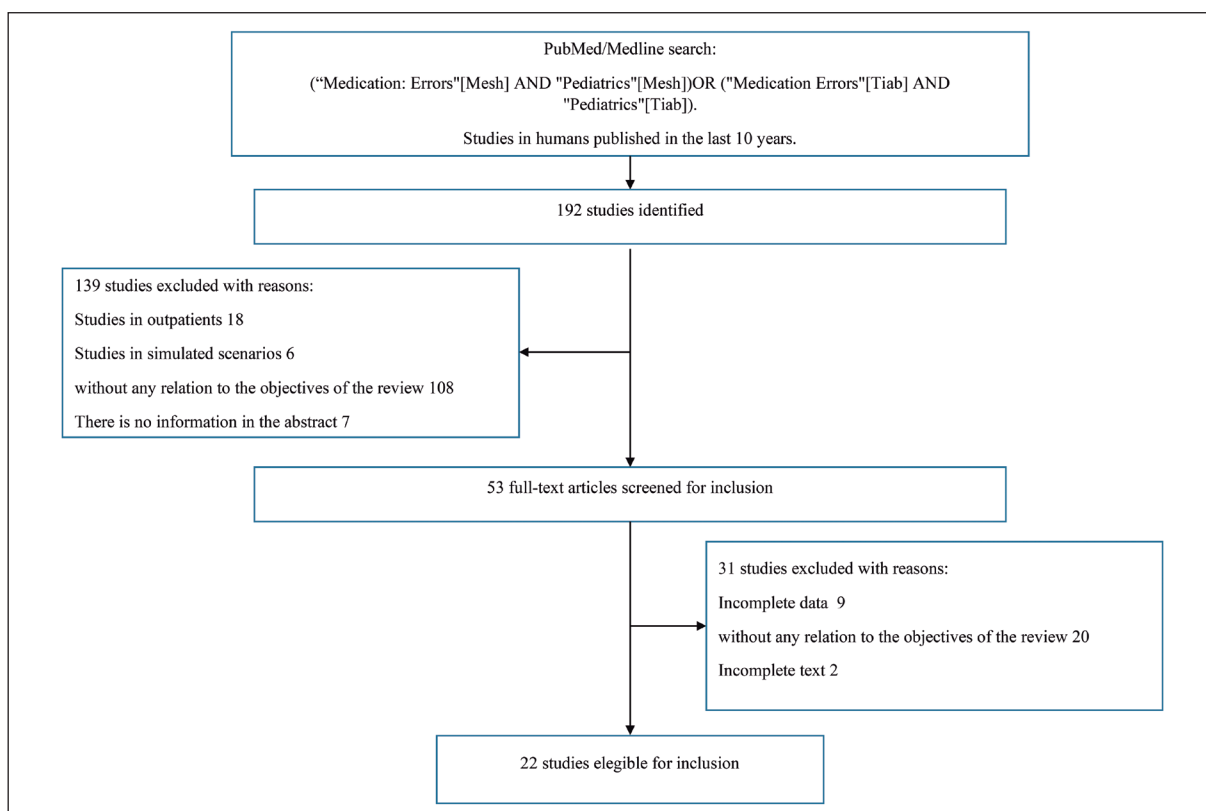 PubMed/Medline search:
(“Medication: Errors"[Mesh] AND "Pediatrics"[Mesh])OR ("Medication Errors"[Tiab] AND
"Pediatrics"[Tiab]).
Studies in humans published in the last 10 years.
192 studies identified
139 studies excluded with reasons:
Studies in outpatients 18
Studies in simulated scenarios 6
without any relation to the objectives of the review 108
There is no information in the abstract 7
53 full-text articles screened for inclusion
31 studies excluded with reasons:
Incomplete data 9
without any relation to the objectives of the review 20
Incomplete text 2
22 studies elegible for inclusion